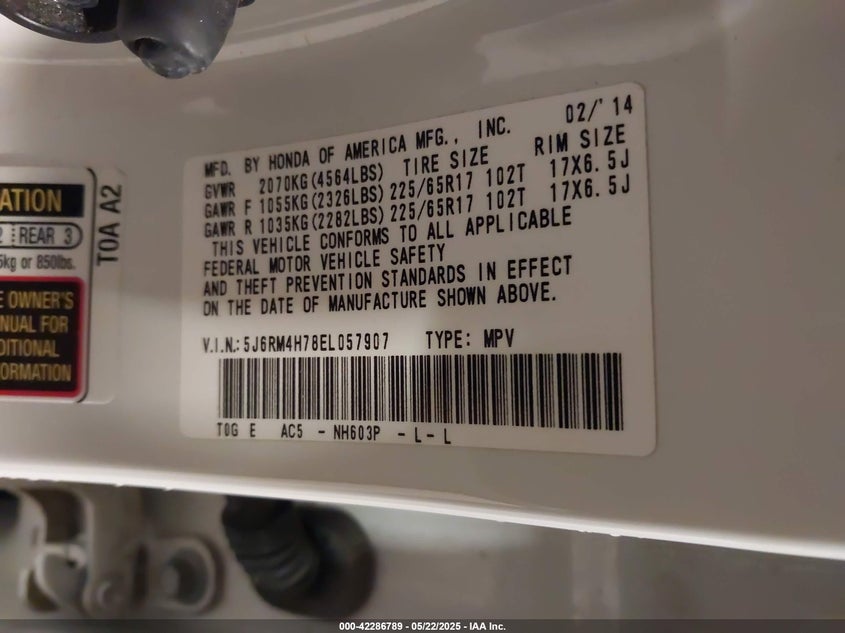 02/'14
MFD. BY HONDA OF AMERICA MFG., INC.
GVWR 2070KG(4564LBS) TIRE SIZE RIM SIZE
GAWR F 1055KG(2326LBS) 225/65R17 102T 17X6.5J
GAWR R 1035KG(2282LBS) 225/65R17 102T 17X6.5J
THIS VEHICLE CONFORMS TO ALL APPLICABLE
FEDERAL MOTOR VEHICLE SAFETY
AND THEFT PREVENTION STANDARDS IN EFFECT
ON THE DATE OF MANUFACTURE SHOWN ABOVE.
V.I.N.: 5J6RM4H78EL057907 TYPE: MPV
T0G E AC5 - NH603P - L - L
ATION
2 REAR 3
5kg or 850lbs.
E OWNER'S
NUAL FOR
DITIONAL
FORMATION
T0A A2
000-42286789 - 05/22/2025 - IAA Inc.